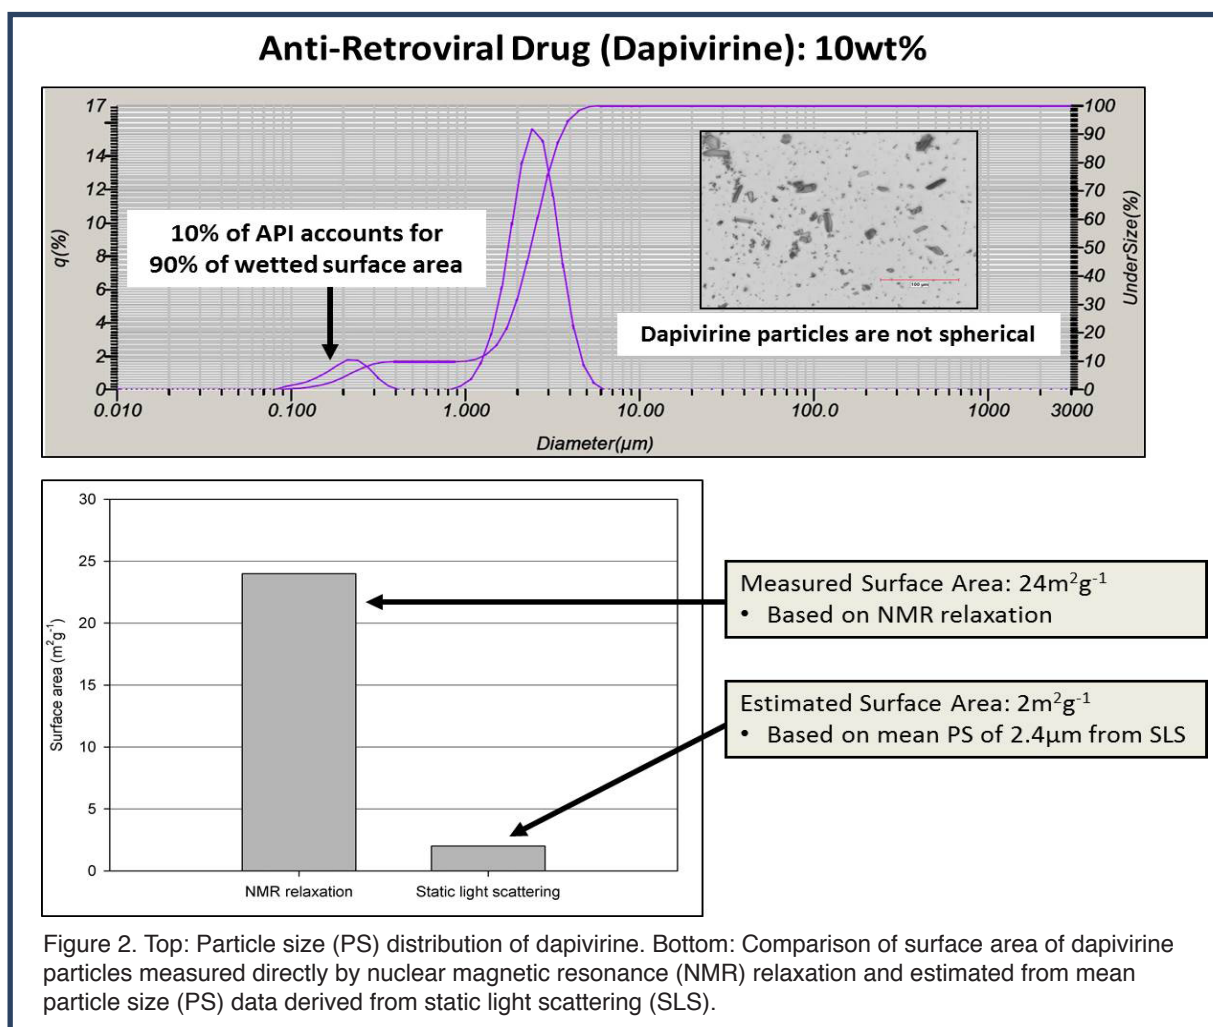 Anti-Retroviral Drug (Dapivirine): 10wt%
17
14
12
10
8
6
4
2
0
q(%)
100
90
80
70
60
50
40
30
20
10
0
UnderSize(%)
10% of API accounts for
90% of wetted surface area
100 µm
Dapivirine particles are not spherical
0.010
0.100
1.000
10.00
100.0
1000
3000
Diameter(µm)
30
25
20
15
10
5
0
Surface area (m²g⁻¹)
NMR relaxation
Static light scattering
Measured Surface Area: 24m²g⁻¹
• Based on NMR relaxation
Estimated Surface Area: 2m²g⁻¹
• Based on mean PS of 2.4µm from SLS
Figure 2. Top: Particle size (PS) distribution of dapivirine. Bottom: Comparison of surface area of dapivirine
particles measured directly by nuclear magnetic resonance (NMR) relaxation and estimated from mean
particle size (PS) data derived from static light scattering (SLS).